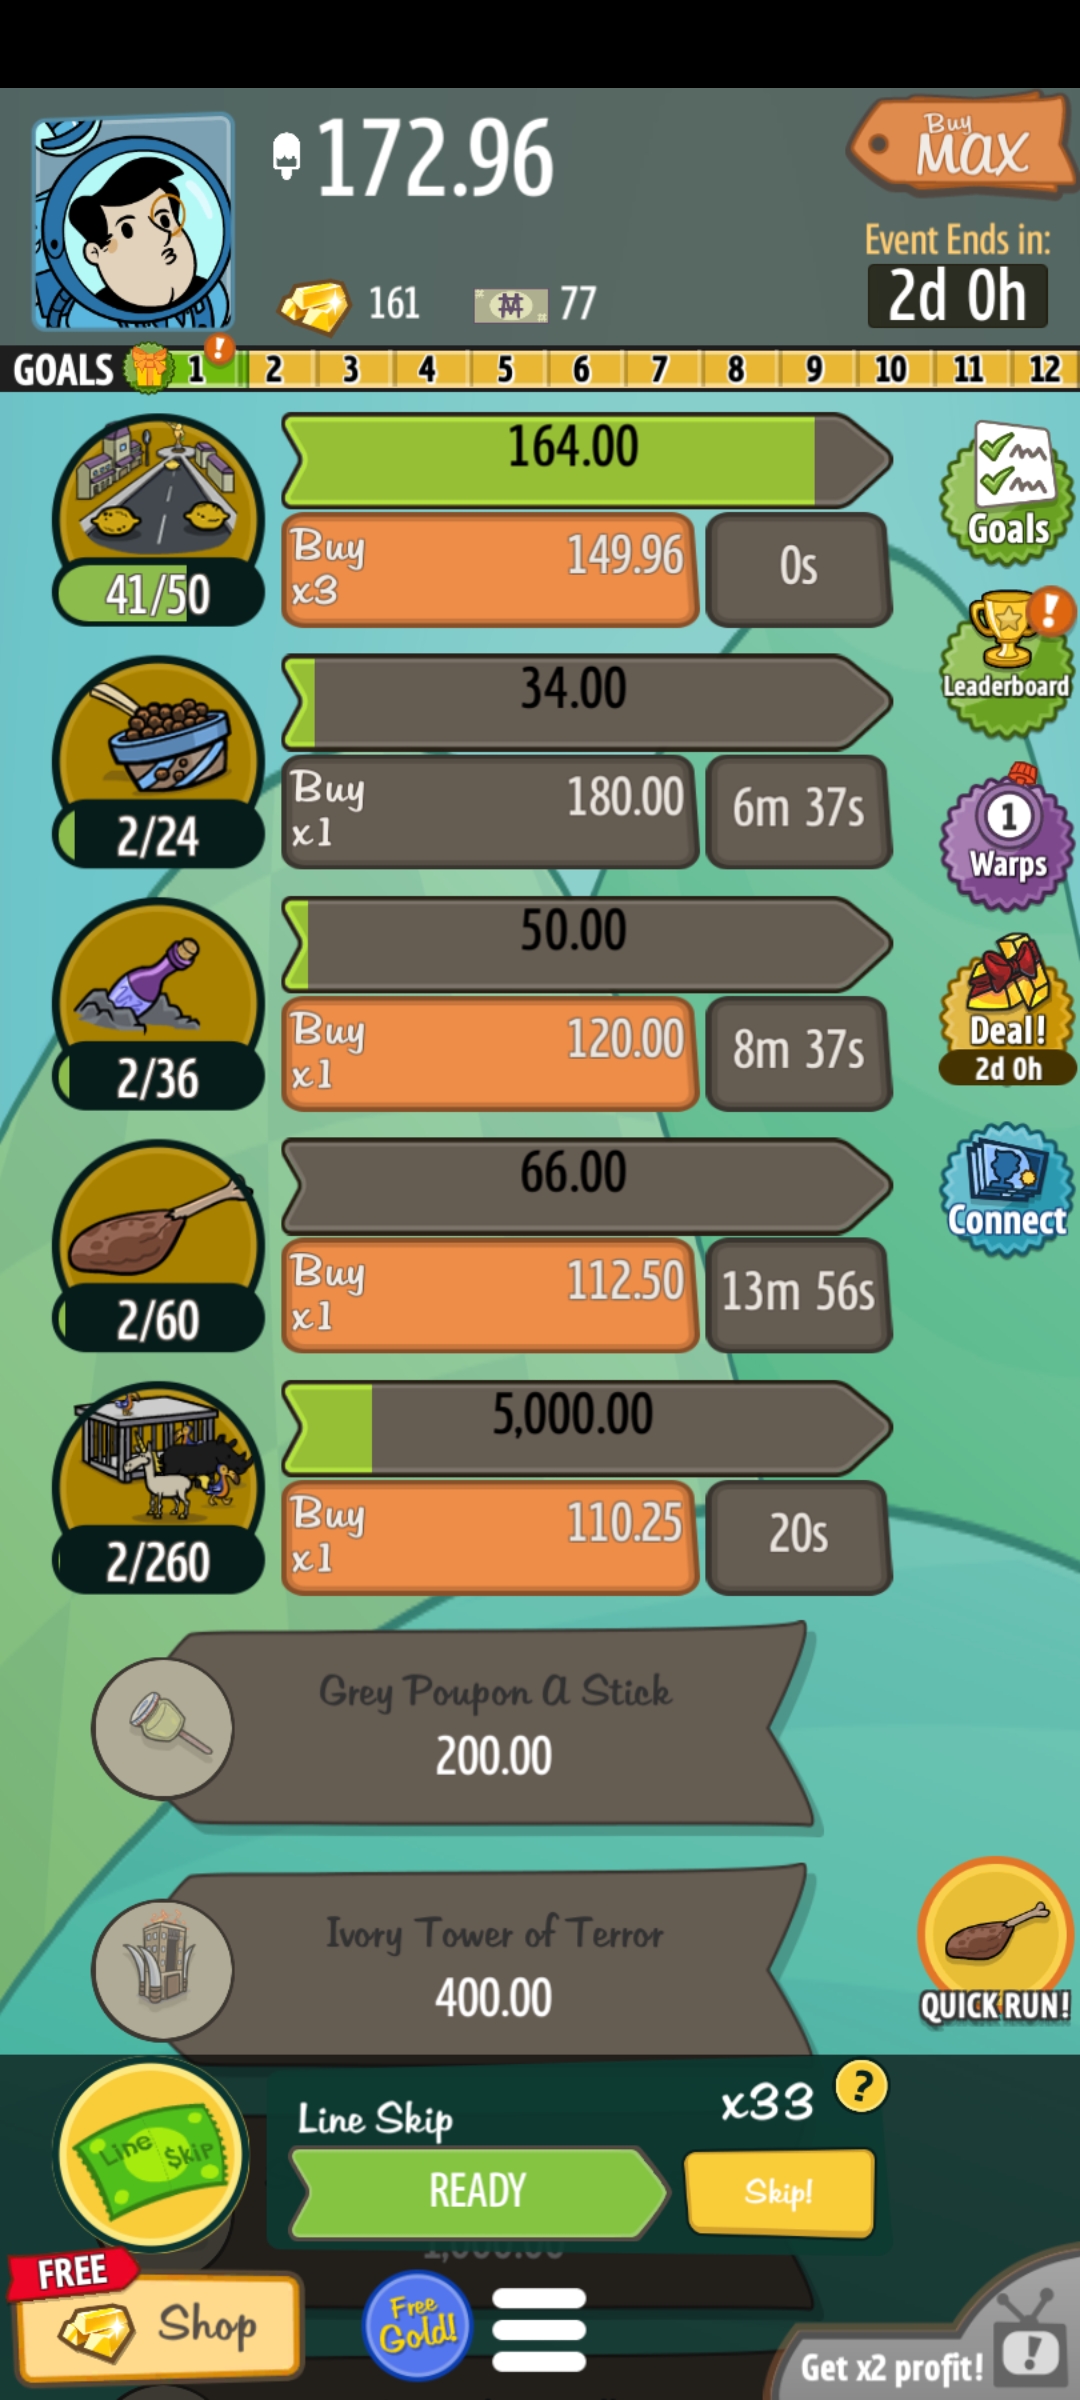 172.96
Buy
MAX
Event Ends in:
2d 0h
161
77
GOALS 1 ! 2 3 4 5 6 7 8 9 10 11 12
164.00
Buy
x3
149.96
0s
41/50
Goals
34.00
Buy
x1
180.00
6m 37s
2/24
!
Leaderboard
50.00
Buy
x1
120.00
8m 37s
2/36
1
Warps
Deal!
2d 0h
66.00
Buy
x1
112.50
13m 56s
2/60
Connect
5,000.00
Buy
x1
110.25
20s
2/260
Grey Poupon A Stick
200.00
Ivory Tower of Terror
400.00
QUICK RUN!
Line $kip
Line Skip
x33
?
READY
Skip!
FREE
Shop
Free
Gold!
Get x2 profit!
!